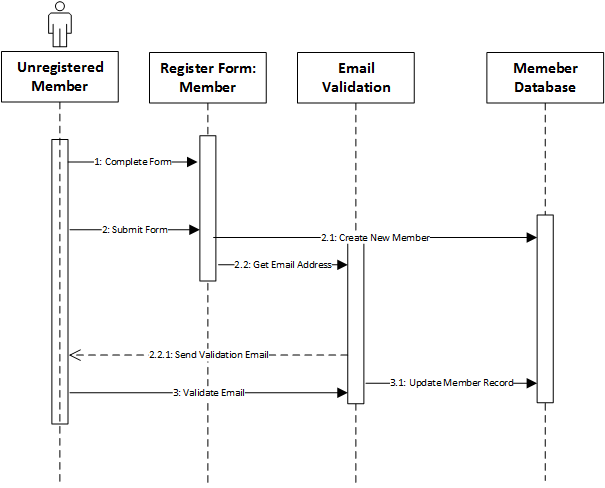 Unregistered
Member
Register Form:
Member
Email
Validation
Memeber
Database
1: Complete Form
2: Submit Form
2.1: Create New Member
2.2: Get Email Address
2.2.1: Send Validation Email
3.1: Update Member Record
3: Validate Email